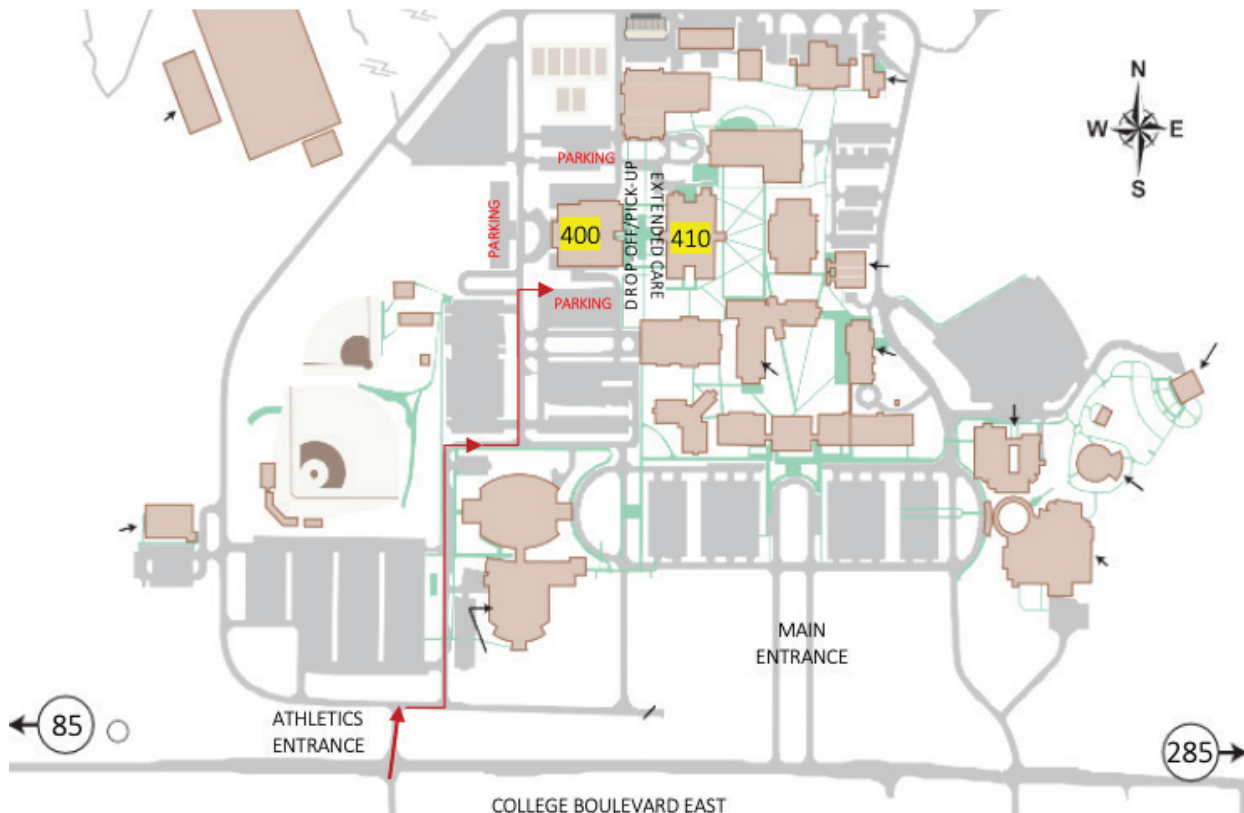 N
W E
S
PARKING
PARKING
400
DROP-OFF/PICK-UP
EXTENDED CARE
410
PARKING
MAIN
ENTRANCE
ATHLETICS
ENTRANCE
85
285
COLLEGE BOULEVARD EAST